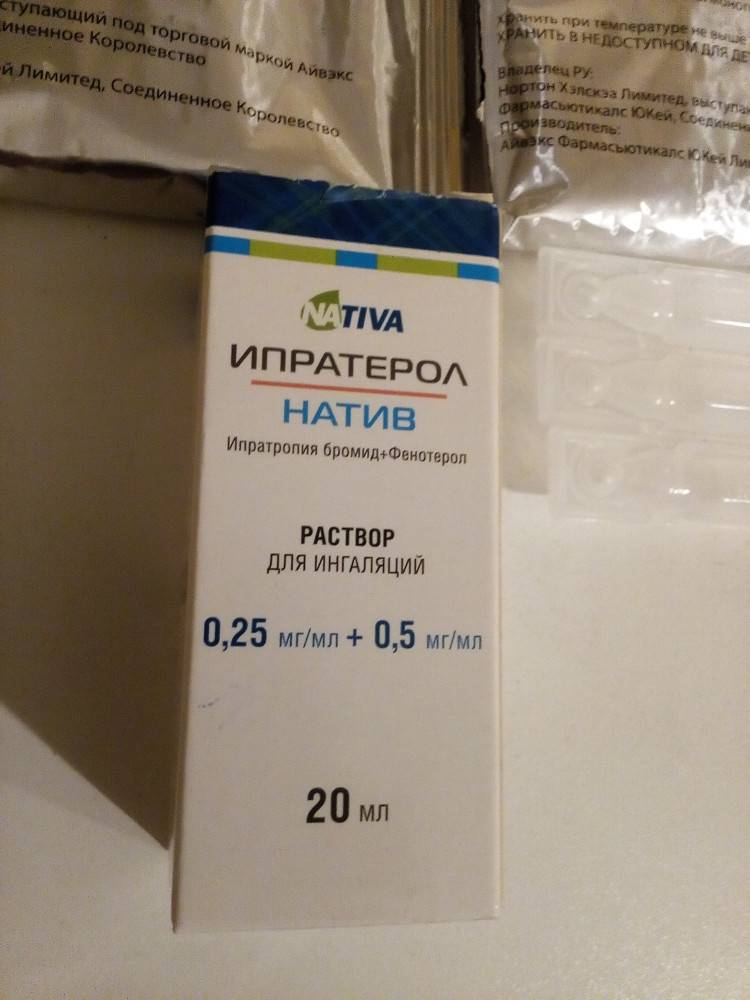 ступающий под торговой маркой Айвэкс
диненное Королевство
й Лимитед, Соединенное Королевство
хранить при температуре не выше
ХРАНИТЬ В НЕДОСТУПНОМ ДЛЯ ДЕ
Владелец РУ:
Нортон Хэлскэа Лимитед, выступаю
Фармасьютикалс ЮКей, Соединен
Производитель:
Айвэкс Фармасьютикалс ЮКей Ли
NATIVA
ИПРАТЕРОЛ
НАТИВ
Ипратропия бромид+Фенотерол
РАСТВОР
ДЛЯ ИНГАЛЯЦИЙ
0,25 мг/мл + 0,5 мг/мл
20 мл